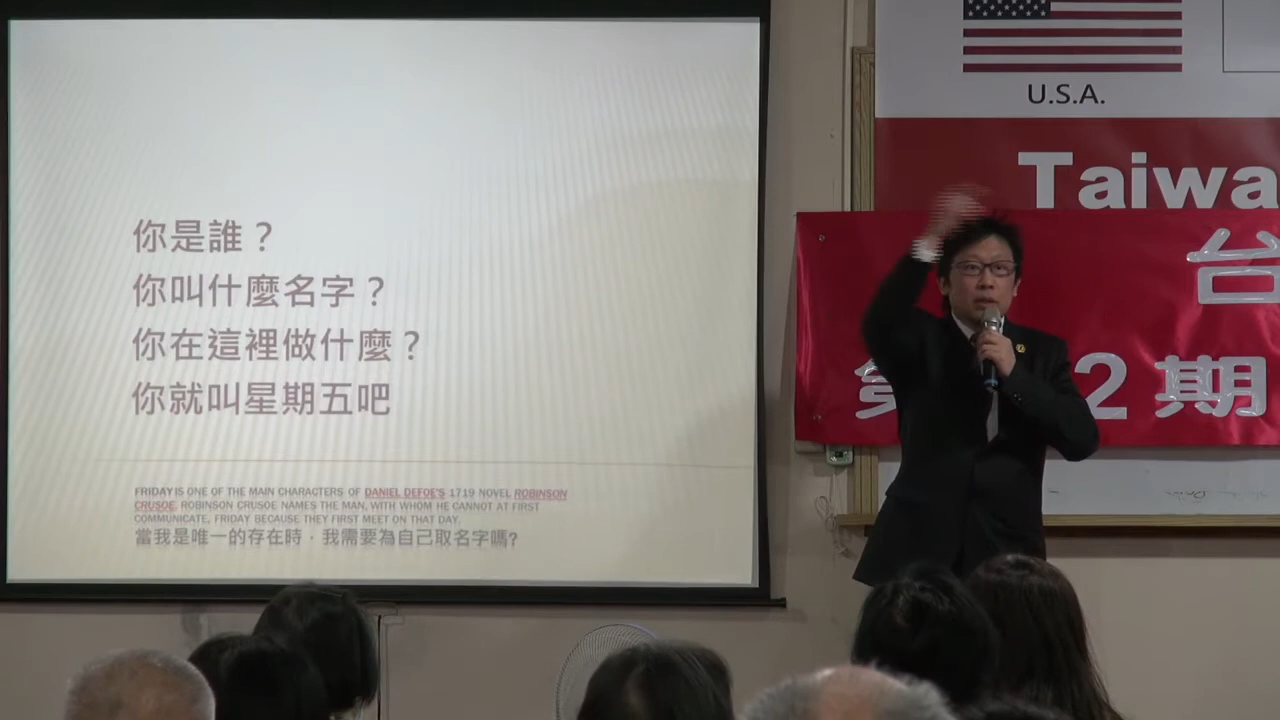 你是誰？
你叫什麼名字？
你在這裡做什麼？
你就叫星期五吧
FRIDAY IS ONE OF THE MAIN CHARACTERS OF DANIEL DEFOE'S 1719 NOVEL ROBINSON
CRUSOE. ROBINSON CRUSOE NAMES THE MAN, WITH WHOM HE CANNOT AT FIRST
COMMUNICATE, FRIDAY BECAUSE THEY FIRST MEET ON THAT DAY.
當我是唯一的存在時，我需要為自己取名字嗎?
U.S.A.
Taiwa
台
第 2 期